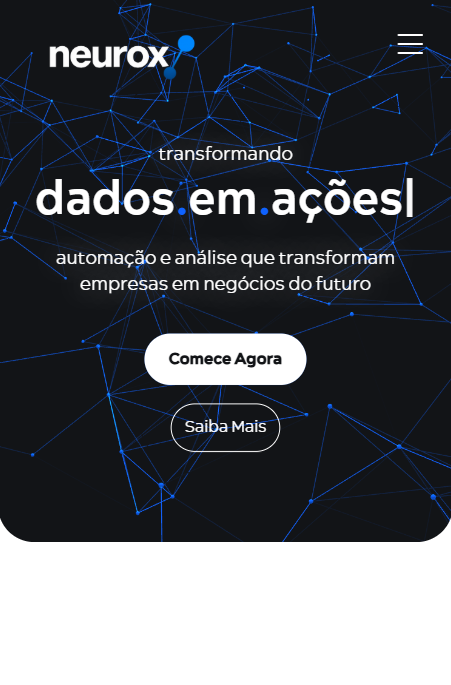 neurox
transformando
dados.em.ações|
automação e análise que transformam
empresas em negócios do futuro
Comece Agora
Saiba Mais